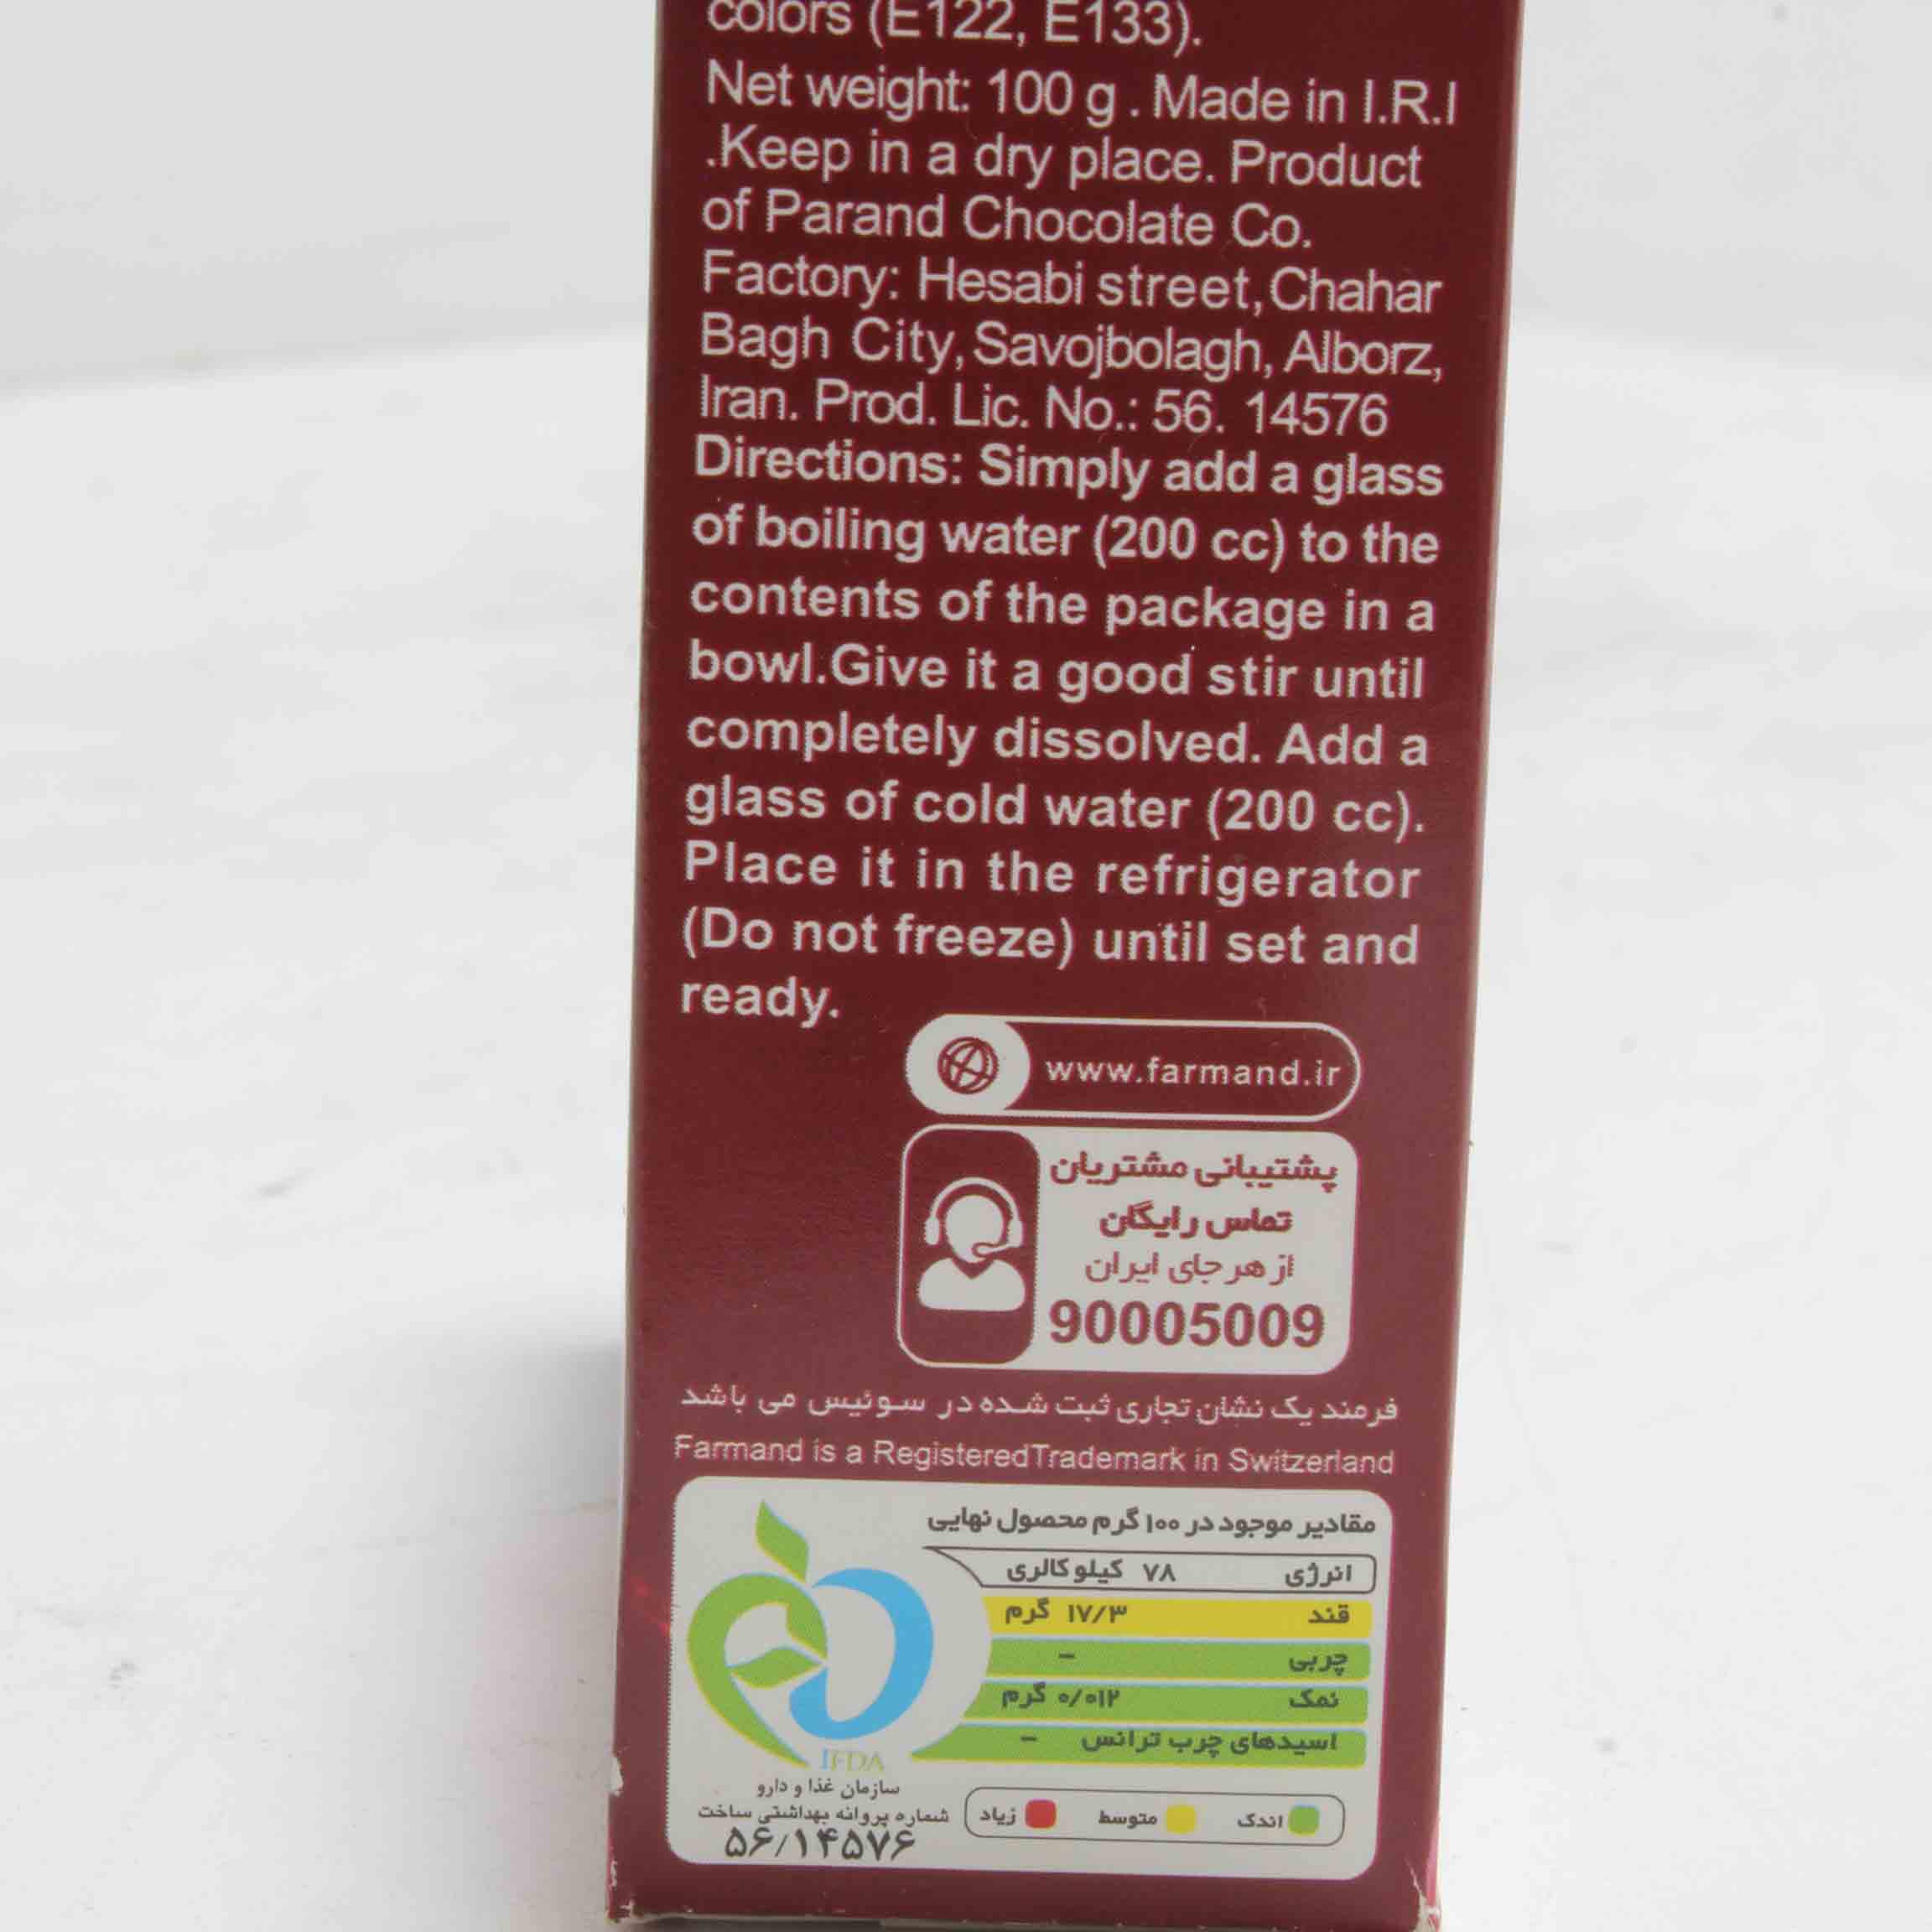 colors (E122, E133).
Net weight: 100 g . Made in I.R.I
.Keep in a dry place. Product
of Parand Chocolate Co.
Factory: Hesabi street, Chahar
Bagh City, Savojbolagh, Alborz,
Iran. Prod. Lic. No.: 56. 14576
Directions: Simply add a glass
of boiling water (200 cc) to the
contents of the package in a
bowl.Give it a good stir until
completely dissolved. Add a
glass of cold water (200 cc).
Place it in the refrigerator
(Do not freeze) until set and
ready.
www.farmand.ir
پشتیبانی مشتریان
تماس رایگان
از هر جای ایران
90005009
فرمند یک نشان تجاری ثبت شده در سوئیس می باشد
Farmand is a Registered Trademark in Switzerland
مقادیر موجود در ۱۰۰ گرم محصول نهایی
انرژی ۷۸ کیلو کالری
قند ۱۷/۳ گرم
چربی -
نمک ۰/۰۱۲ گرم
اسیدهای چرب ترانس -
IFDA
سازمان غذا و دارو
شماره پروانه بهداشتی ساخت
۵۶/۱۴۵۷۶
اندک متوسط زیاد